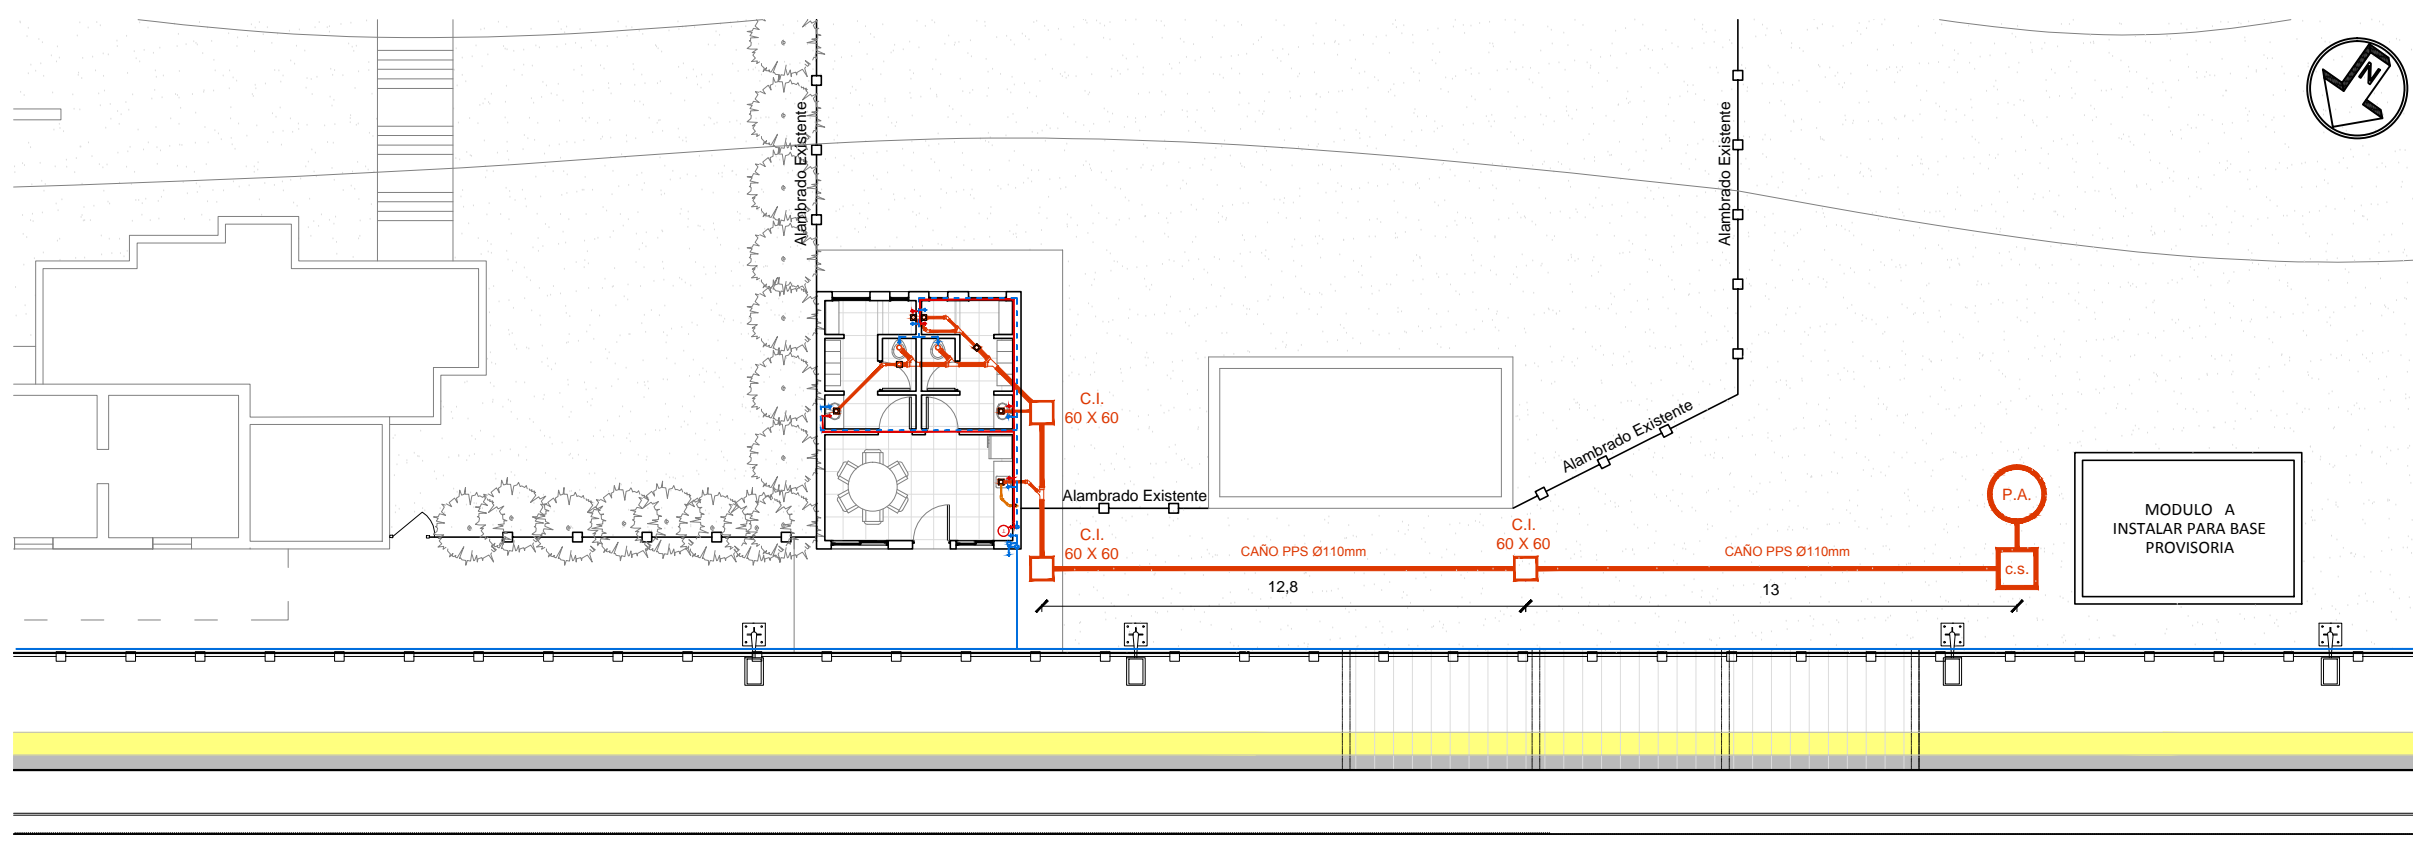 N
Alambrado Existente
Alambrado Existente
C.I.
60 X 60
Alambrado Existente
Alambrado Existente
P.A.
MODULO A
INSTALAR PARA BASE
PROVISORIA
C.I.
60 X 60
C.I.
60 X 60
CAÑO PPS Ø110mm
CAÑO PPS Ø110mm
c.s.
12,8
13